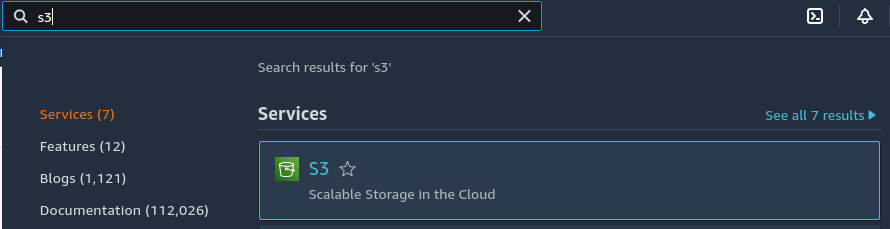 s3
Search results for 's3'
Services (7)
Features (12)
Blogs (1,121)
Documentation (112,026)
Services
See all 7 results
S3
Scalable Storage in the Cloud